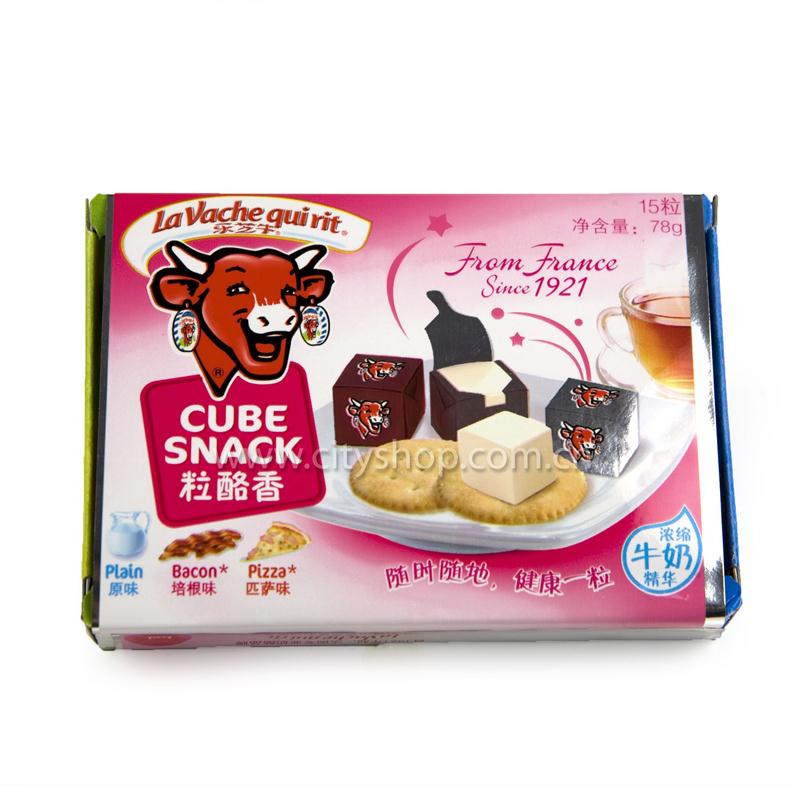 La Vache qui rit®
乐芝牛®
15粒
净含量：78g
From France
Since 1921
®
CUBE
SNACK
粒酪香
www.cityshop.com.cn
Plain
原味
Bacon*
培根味
Pizza*
匹萨味
随时随地，健康一粒
浓缩
牛奶
精华